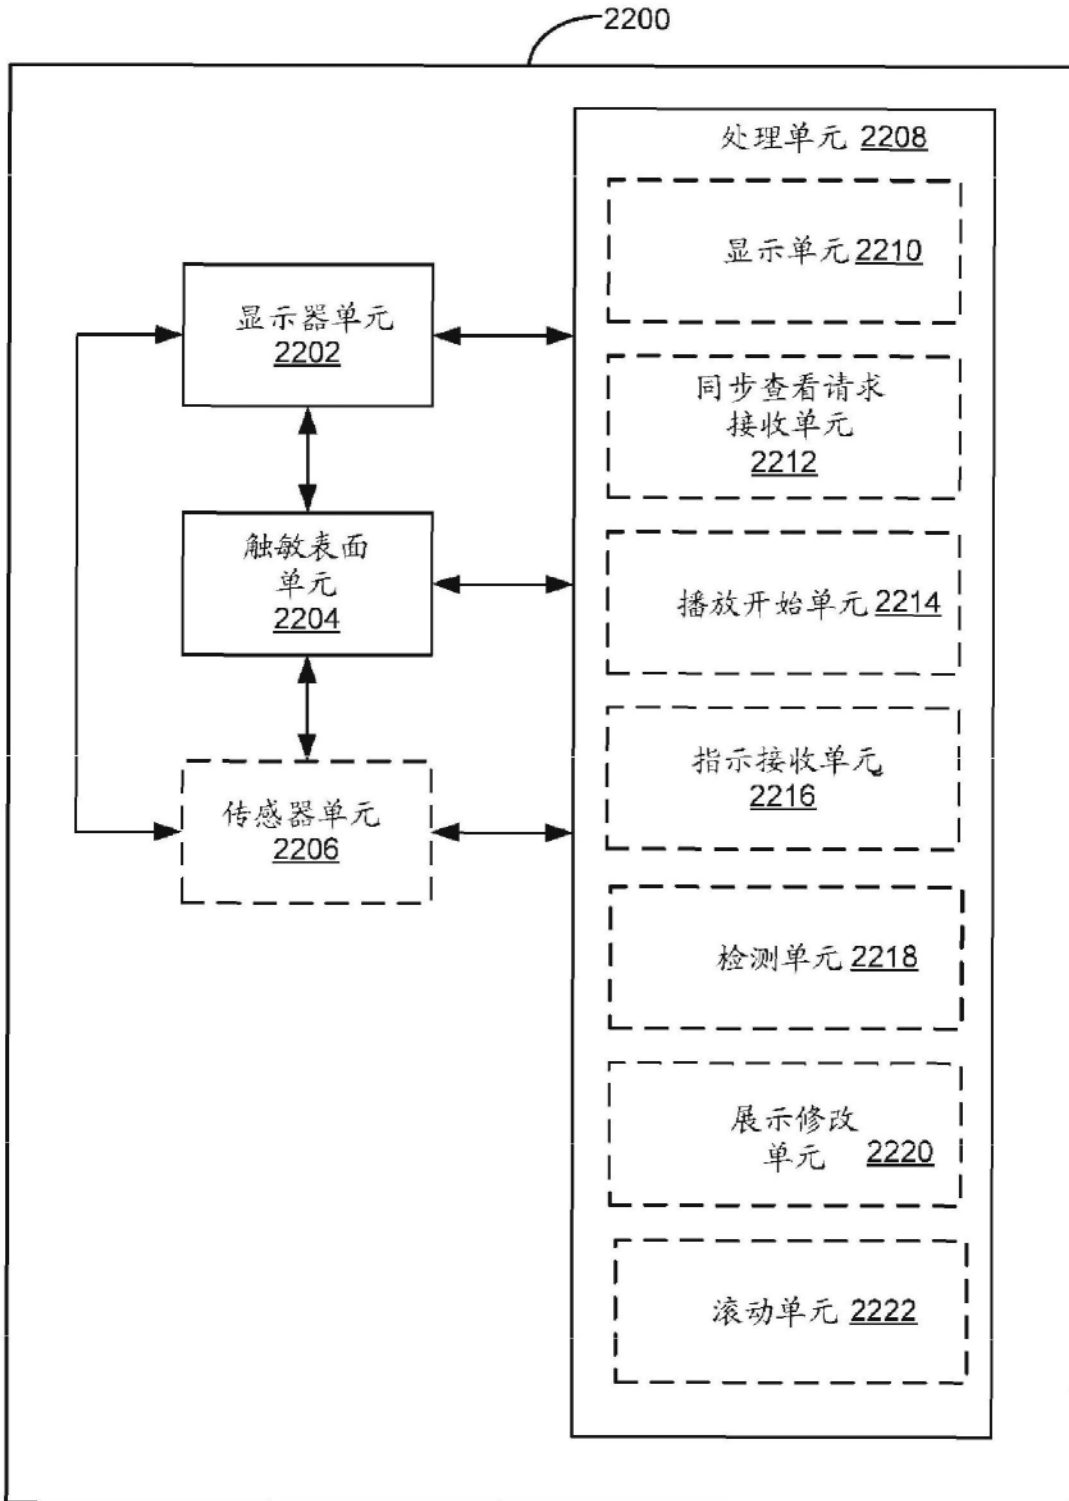 2200
处理单元 2208
显示单元 2210
显示器单元
2202
同步查看请求
接收单元
2212
触敏表面
单元
2204
播放开始单元 2214
指示接收单元
2216
传感器单元
2206
检测单元 2218
展示修改
单元 2220
滚动单元 2222